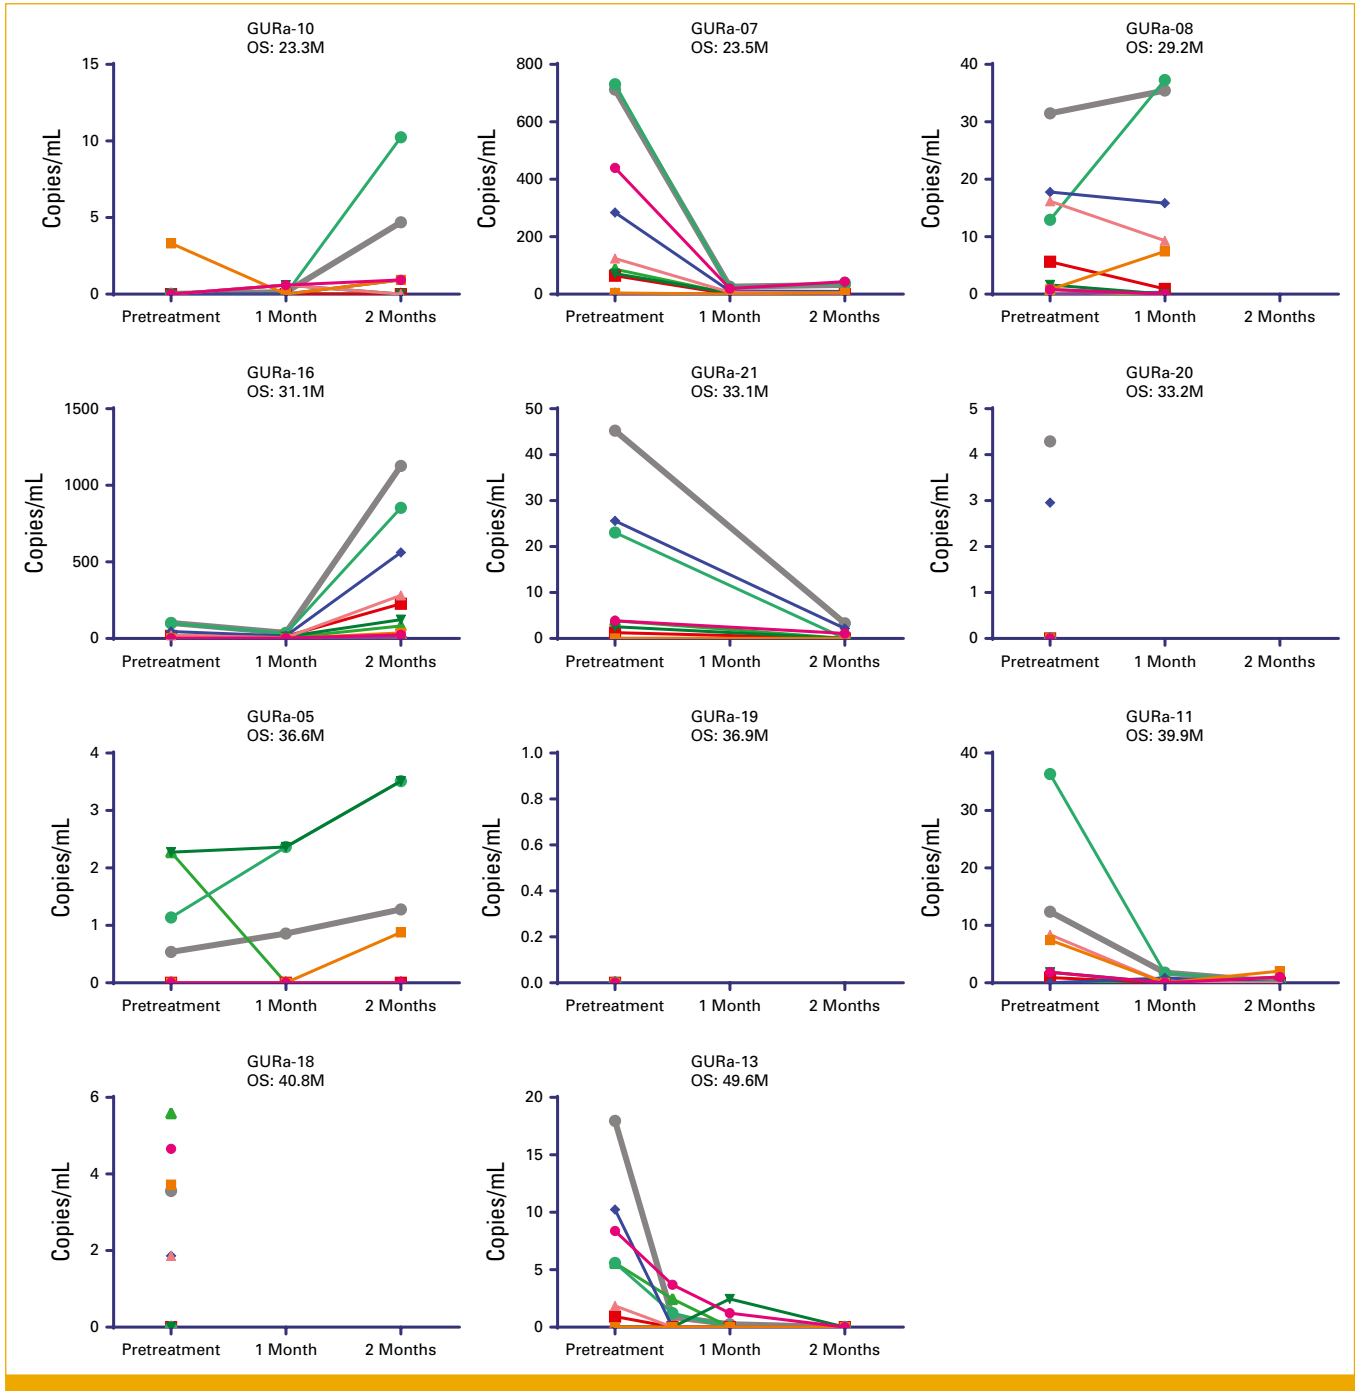 GURa-10
OS: 23.3M
15
10
5
0
Copies/mL
Pretreatment 1 Month 2 Months
GURa-07
OS: 23.5M
800
600
400
200
0
Copies/mL
Pretreatment 1 Month 2 Months
GURa-08
OS: 29.2M
40
30
20
10
0
Copies/mL
Pretreatment 1 Month 2 Months
GURa-16
OS: 31.1M
1500
1000
500
0
Copies/mL
Pretreatment 1 Month 2 Months
GURa-21
OS: 33.1M
50
40
30
20
10
0
Copies/mL
Pretreatment 1 Month 2 Months
GURa-20
OS: 33.2M
5
4
3
2
1
0
Copies/mL
Pretreatment 1 Month 2 Months
GURa-05
OS: 36.6M
4
3
2
1
0
Copies/mL
Pretreatment 1 Month 2 Months
GURa-19
OS: 36.9M
1.0
0.8
0.6
0.4
0.2
0.0
Copies/mL
Pretreatment 1 Month 2 Months
GURa-11
OS: 39.9M
40
30
20
10
0
Copies/mL
Pretreatment 1 Month 2 Months
GURa-18
OS: 40.8M
6
4
2
0
Copies/mL
Pretreatment 1 Month 2 Months
GURa-13
OS: 49.6M
20
15
10
5
0
Copies/mL
Pretreatment 1 Month 2 Months